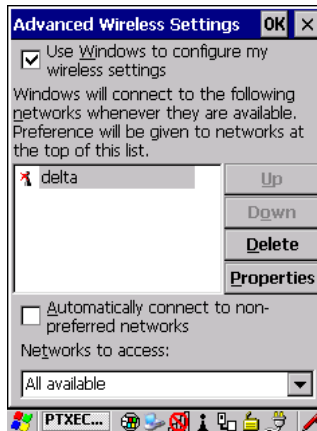 Advanced Wireless Settings OK ×
Use Windows to configure my
wireless settings
Windows will connect to the following
networks whenever they are available.
Preference will be given to networks at
the top of this list.
delta
Up
Down
Delete
Properties
Automatically connect to non-
preferred networks
Networks to access:
All available
PTXEC...